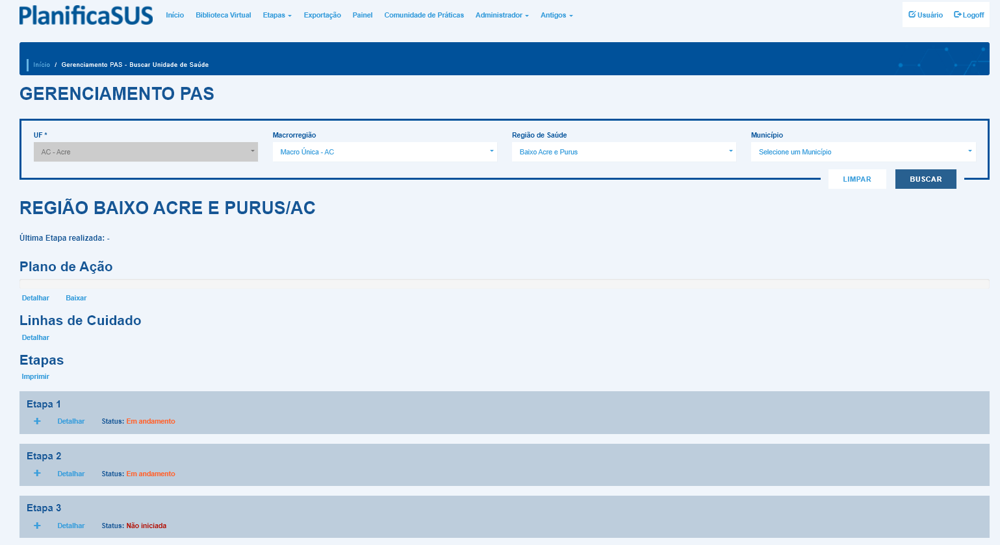 PlanificaSUS
Início Biblioteca Virtual Etapas Exportação Painel Comunidade de Práticas Administrador Antigos Usuário Logoff
Início / Gerenciamento PAS - Buscar Unidade de Saúde
GERENCIAMENTO PAS
UF * Macrorregião Região de Saúde Município
AC - Acre Macro Única - AC Baixo Acre e Purus Selecione um Município
LIMPAR BUSCAR
REGIÃO BAIXO ACRE E PURUS/AC
Última Etapa realizada: -
Plano de Ação
Detalhar Baixar
Linhas de Cuidado
Detalhar
Etapas
Imprimir
Etapa 1
+ Detalhar Status: Em andamento
Etapa 2
+ Detalhar Status: Em andamento
Etapa 3
+ Detalhar Status: Não iniciada